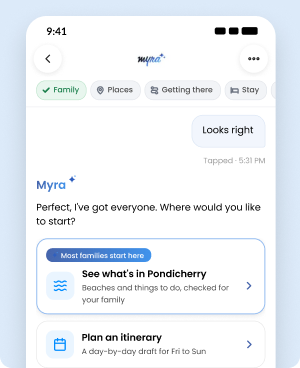 9:41
myra
Family
Places
Getting there
Stay
Looks right
Tapped · 5:31 PM
Myra
Perfect, I've got everyone. Where would you like
to start?
Most families start here
See what's in Pondicherry
Beaches and things to do, checked for
your family
Plan an itinerary
A day-by-day draft for Fri to Sun